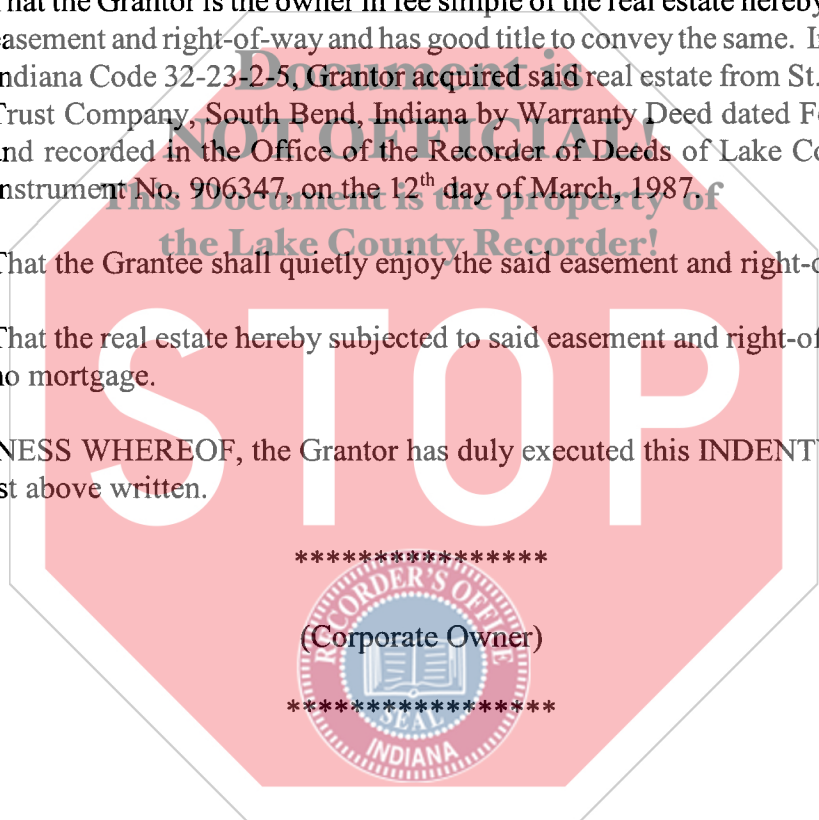 That the Grantor is the owner in fee simple of the real estate hereby
easement and right-of-way and has good title to convey the same. I
Indiana Code 32-23-2-5, Grantor acquired said real estate from St.
Trust Company, South Bend, Indiana by Warranty Deed dated F
and recorded in the Office of the Recorder of Deeds of Lake Co
Instrument No. 906347, on the 12th day of March, 1987.
That the Grantee shall quietly enjoy the said easement and right-o
That the real estate hereby subjected to said easement and right-of
no mortgage.
NESS WHEREOF, the Grantor has duly executed this INDENT
st above written.
****************
(Corporate Owner)
*****************
Document is
NOT OFFICIAL!
This Document is the property of
the Lake County Recorder!
STOP
RECORDER'S OFFICE
SEAL
INDIANA